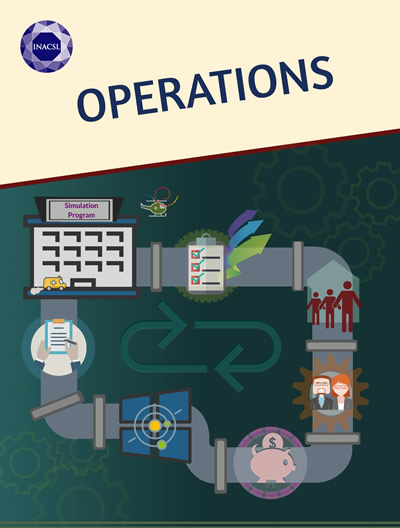 INACSL
OPERATIONS
Simulation
Program
$